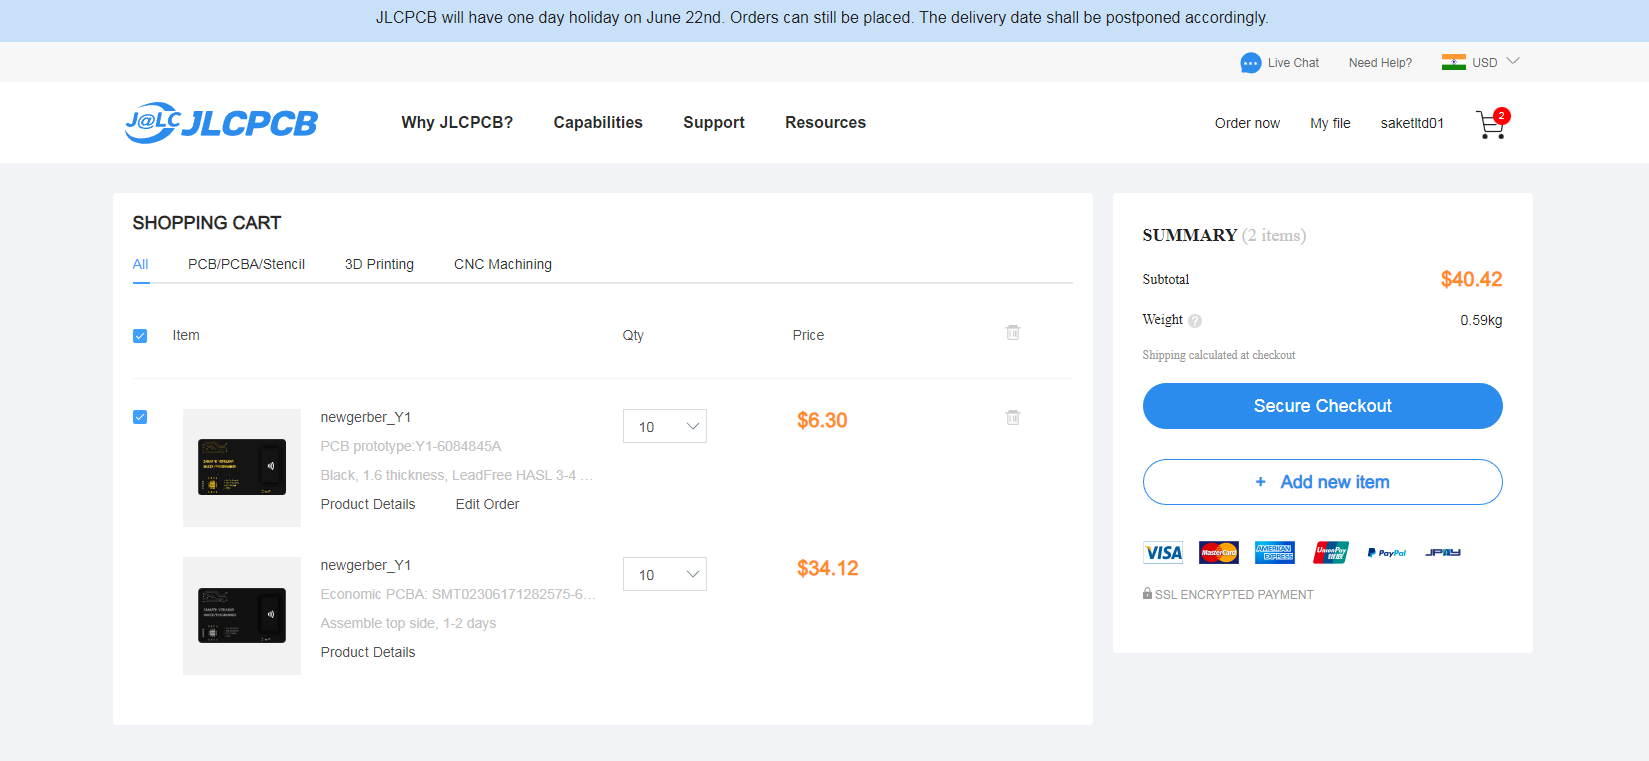 JLCPCB will have one day holiday on June 22nd. Orders can still be placed. The delivery date shall be postponed accordingly.
Live Chat Need Help? USD
J@LC JLCPCB Why JLCPCB? Capabilities Support Resources Order now My file saketltd01 2
SHOPPING CART
All PCB/PCBA/Stencil 3D Printing CNC Machining
Item Qty Price
newgerber_Y1 10 $6.30
PCB prototype:Y1-6084845A
Black, 1.6 thickness, LeadFree HASL 3-4 ...
Product Details Edit Order
newgerber_Y1 10 $34.12
Economic PCBA: SMT02306171282575-6...
Assemble top side, 1-2 days
Product Details
SUMMARY (2 items)
Subtotal $40.42
Weight ? 0.59kg
Shipping calculated at checkout
Secure Checkout
+ Add new item
VISA MasterCard AMERICAN EXPRESS UnionPay 银联 PayPal JPAY
SSL ENCRYPTED PAYMENT